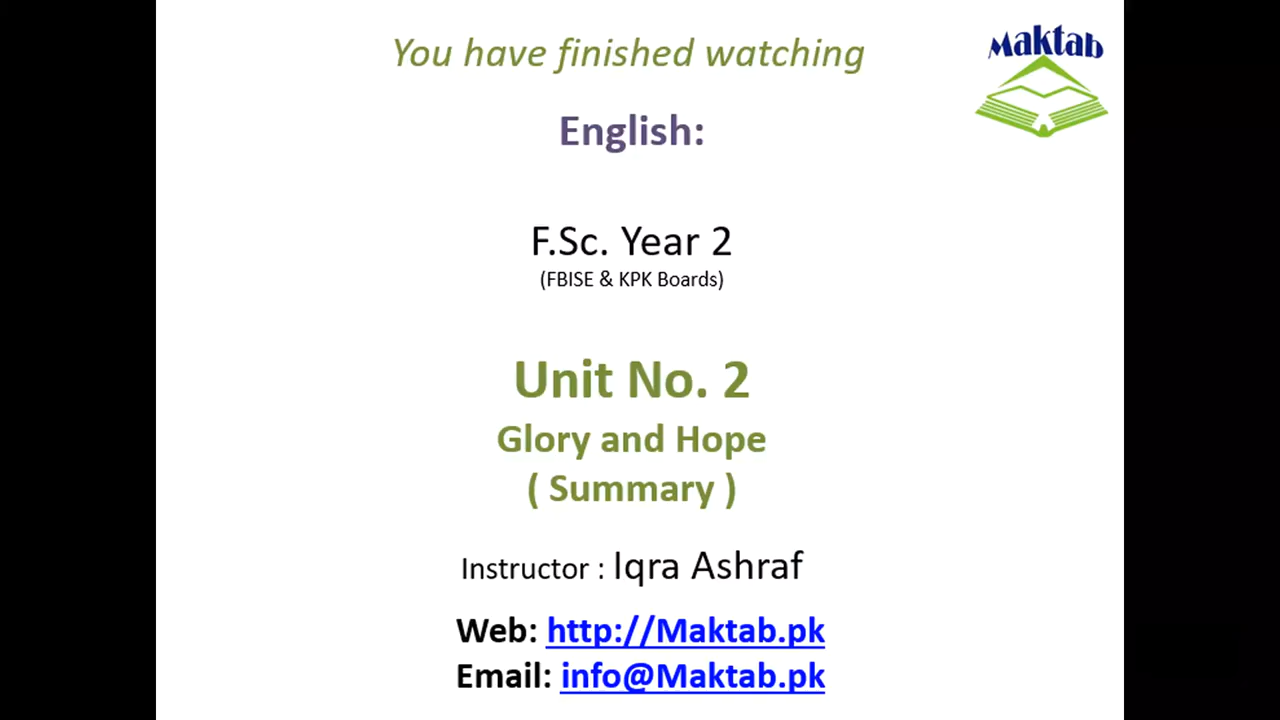 You have finished watching
Maktab
English:
F.Sc. Year 2
(FBISE & KPK Boards)
Unit No. 2
Glory and Hope
( Summary )
Instructor : Iqra Ashraf
Web: http://Maktab.pk
Email: info@Maktab.pk